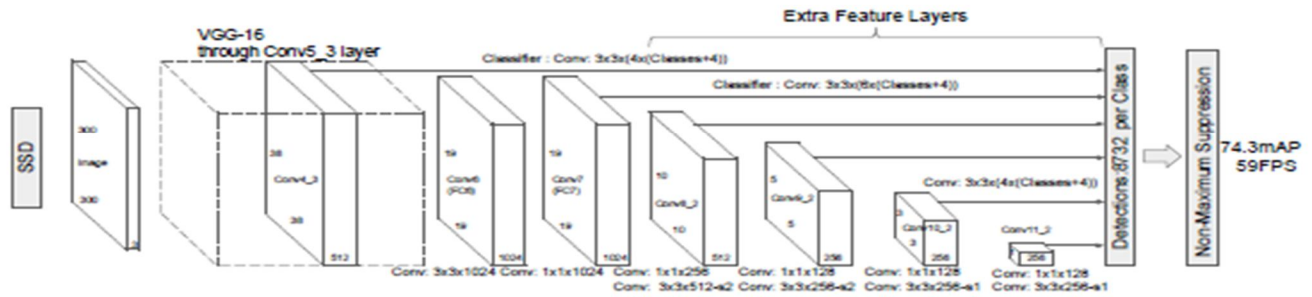 Extra Feature Layers
VGG-16
through Conv5_3 layer
Classifier : Conv: 3x3x(4x(Classes+4))
Classifier : Conv: 3x3x(6x(Classes+4))
SSD
300
Image
300
3
38
Conv4_3
38
512
19
Conv6
(FC6)
19
1024
19
Conv7
(FC7)
19
1024
10
Conv8_2
10
512
5
Conv9_2
5
256
Conv: 3x3x(4x(Classes+4))
3
Conv10_2
3
256
Conv11_2
256
Detections:8732 per Class
Non-Maximum Suppression
74.3mAP
59FPS
Conv: 3x3x1024
Conv: 1x1x1024
Conv: 1x1x256
Conv: 3x3x512-s2
Conv: 1x1x128
Conv: 3x3x256-s2
Conv: 1x1x128
Conv: 3x3x256-s1
Conv: 1x1x128
Conv: 3x3x256-s1